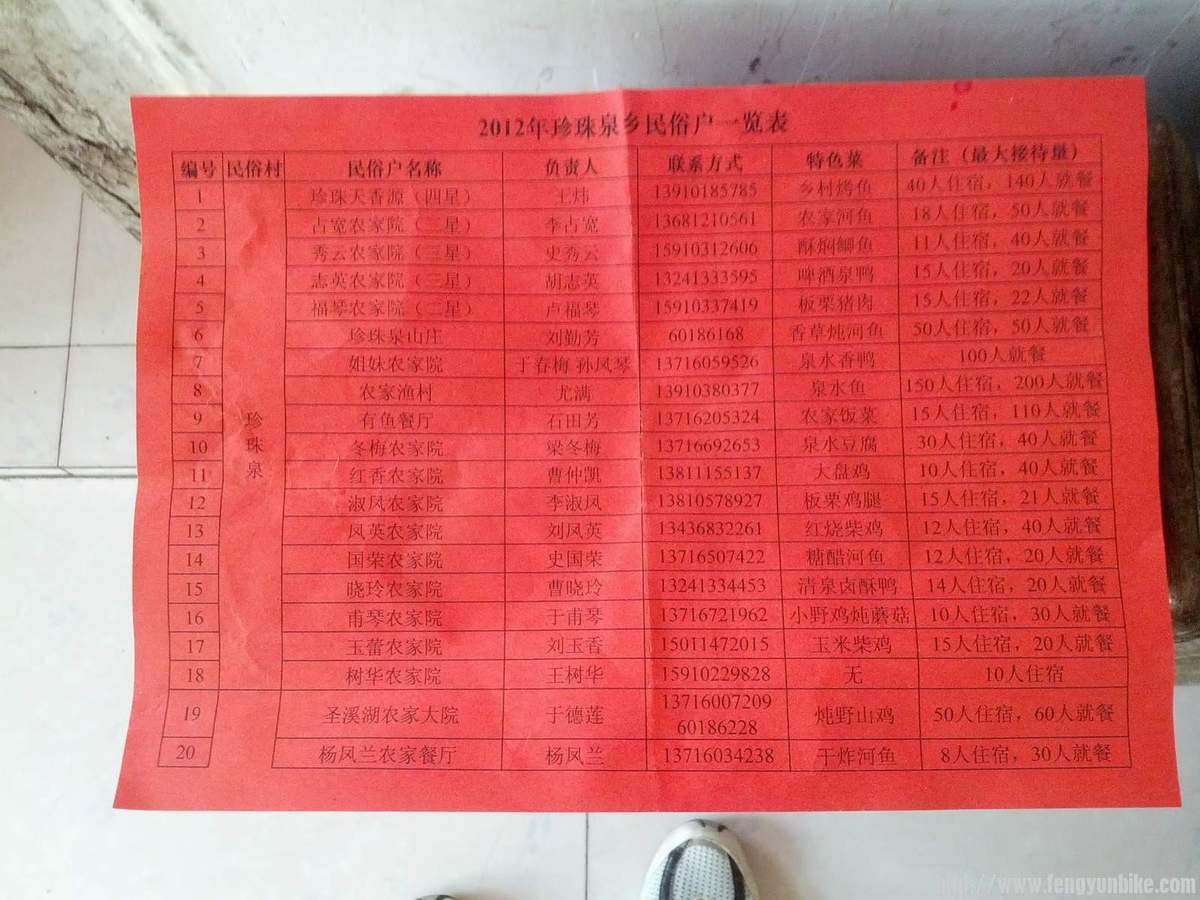 2012年珍珠泉乡民俗户一览表
编号 民俗村 民俗户名称 负责人 联系方式 特色菜 备注（最大接待量）
1 珍珠天香源（四星） 王炜 13910185785 乡村烤鱼 40人住宿，140人就餐
2 占宽农家院（三星） 李占宽 13681210561 农家河鱼 18人住宿，50人就餐
3 秀云农家院（三星） 史秀云 15910312606 酥焖鲫鱼 11人住宿，40人就餐
4 志英农家院（三星） 胡志英 13241333595 啤酒泉鸭 15人住宿，20人就餐
5 福琴农家院（二星） 卢福琴 15910337419 板栗猪肉 15人住宿，22人就餐
6 珍珠泉山庄 刘勤芳 60186168 香草炖河鱼 50人住宿，50人就餐
7 姐妹农家院 于春梅 孙凤琴 13716059526 泉水香鸭 100人就餐
8 农家渔村 尤满 13910380377 泉水鱼 150人住宿，200人就餐
9 有鱼餐厅 石田芳 13716205324 农家饭菜 15人住宿，110人就餐
珍珠泉
10 冬梅农家院 梁冬梅 13716692653 泉水豆腐 30人住宿，40人就餐
11 红香农家院 曹仲凯 13811155137 大盘鸡 10人住宿，40人就餐
12 淑凤农家院 李淑凤 13810578927 板栗鸡腿 15人住宿，21人就餐
13 凤英农家院 刘凤英 13436832261 红烧柴鸡 12人住宿，40人就餐
14 国荣农家院 史国荣 13716507422 糖醋河鱼 12人住宿，20人就餐
15 晓玲农家院 曹晓玲 13241334453 清泉卤酥鸭 14人住宿，20人就餐
16 甫琴农家院 于甫琴 13716721962 小野鸡炖蘑菇 10人住宿，30人就餐
17 玉蕾农家院 刘玉香 15011472015 玉米柴鸡 15人住宿，20人就餐
18 树华农家院 王树华 15910229828 无 10人住宿
19 圣溪湖农家大院 于德莲 13716007209 60186228 炖野山鸡 50人住宿，60人就餐
20 杨凤兰农家餐厅 杨凤兰 13716034238 干炸河鱼 8人住宿，30人就餐
http://www.fengyunbike.com/